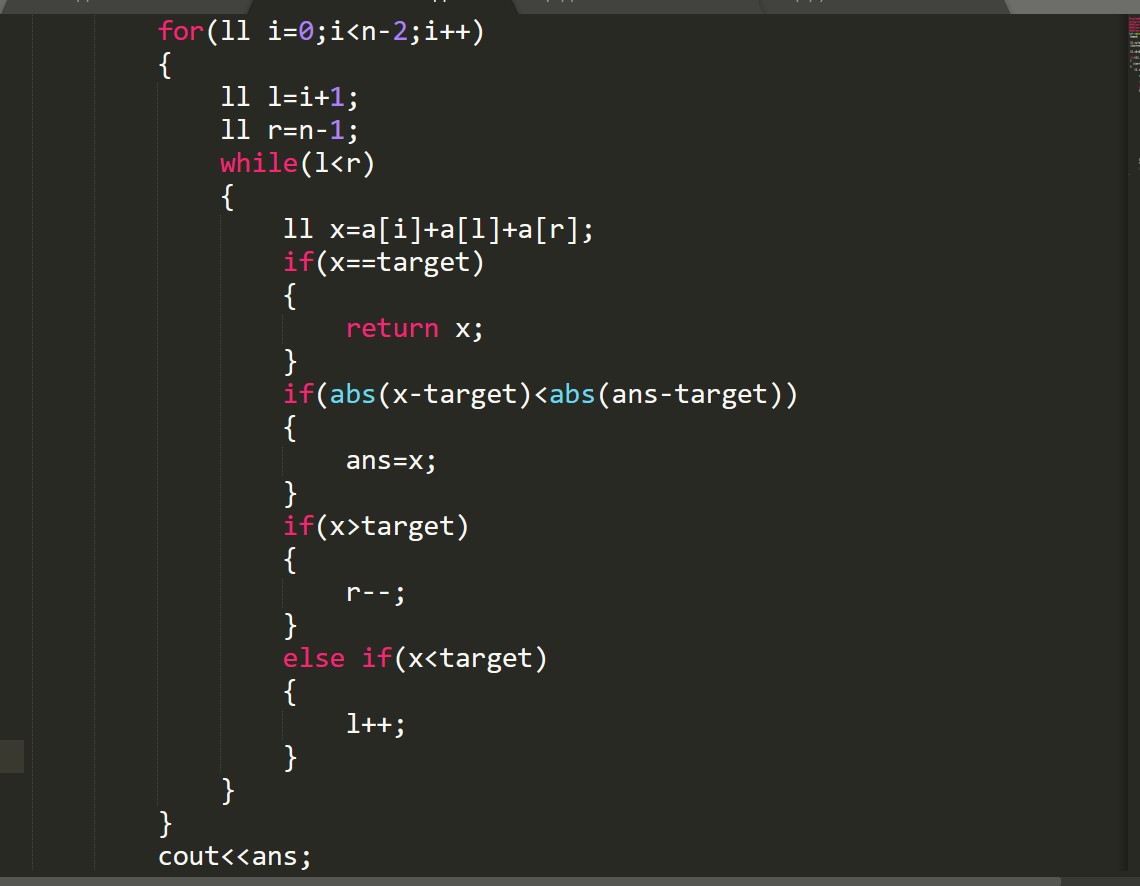 for(ll i=0;i<n-2;i++)
{
ll l=i+1;
ll r=n-1;
while(l<r)
{
ll x=a[i]+a[l]+a[r];
if(x==target)
{
return x;
}
if(abs(x-target)<abs(ans-target))
{
ans=x;
}
if(x>target)
{
r--;
}
else if(x<target)
{
l++;
}
}
}
cout<<ans;